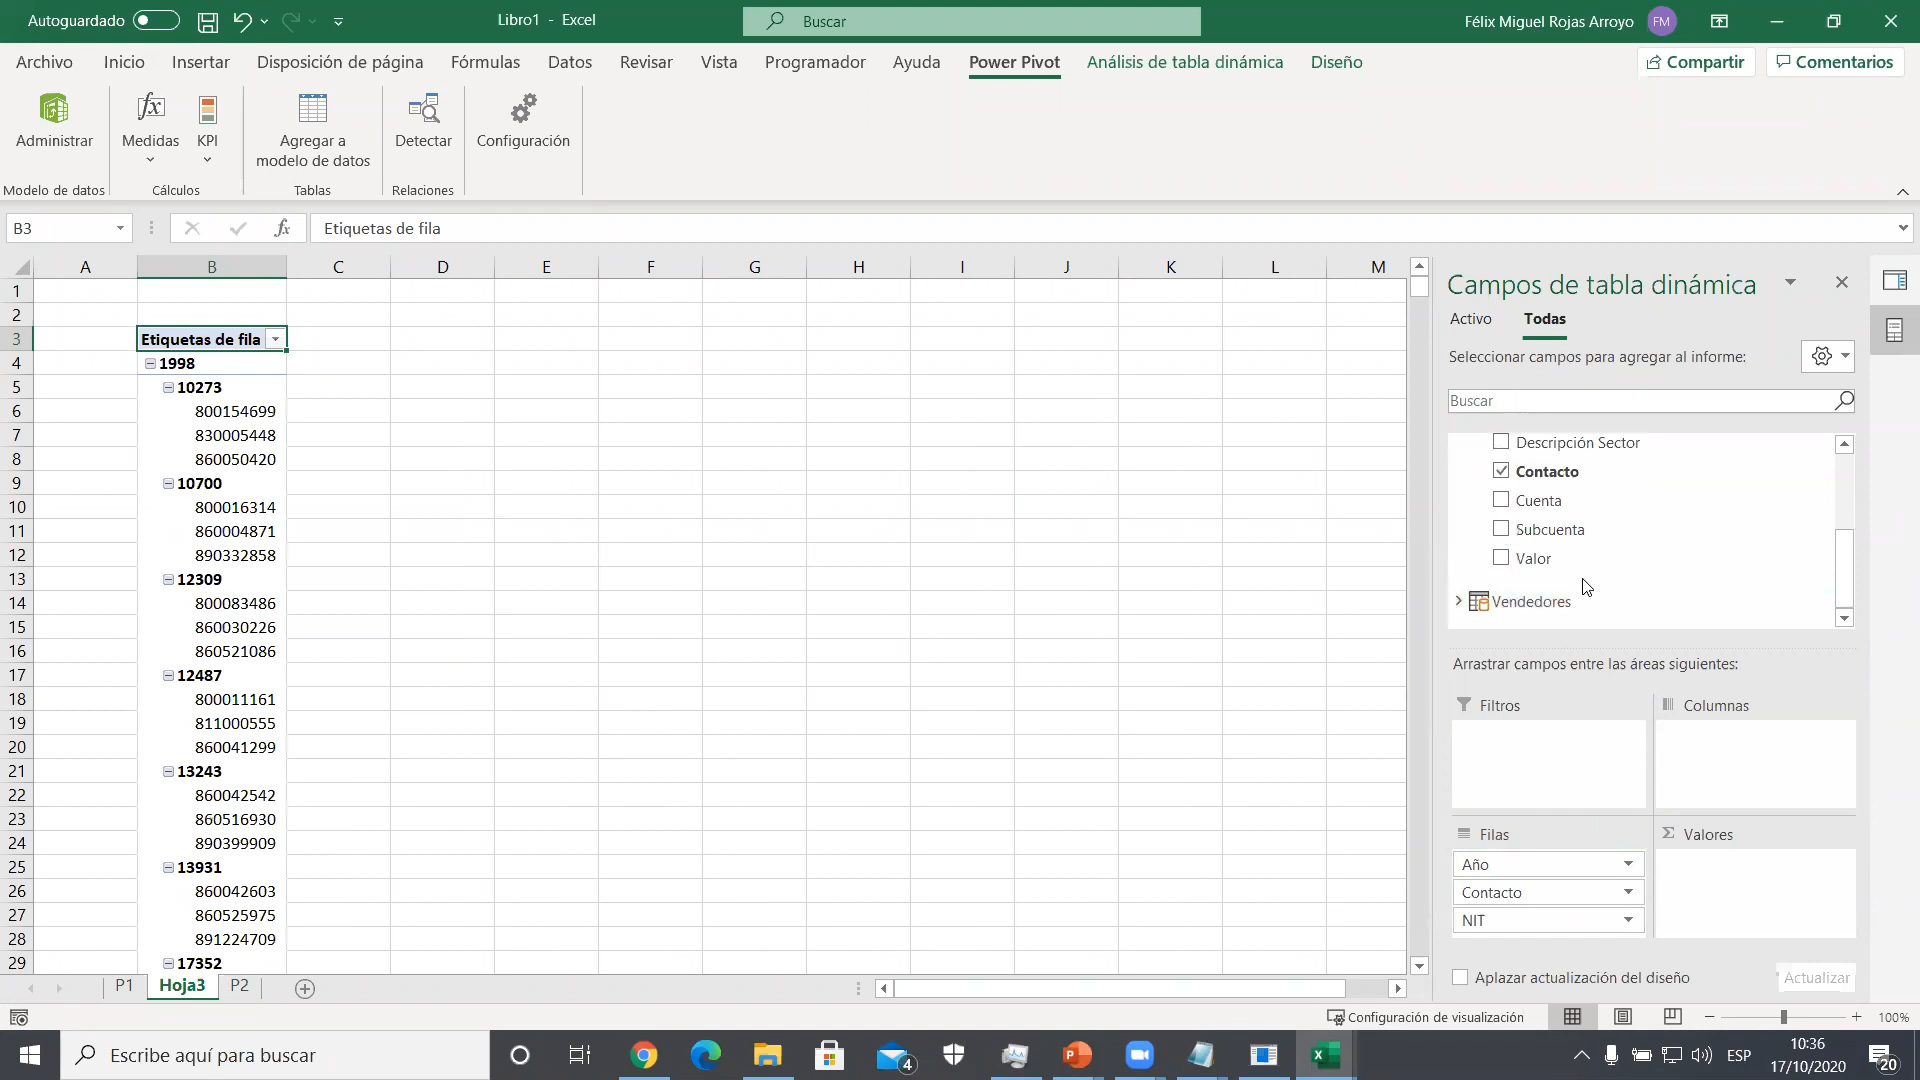 Autoguardado
Libro1 - Excel
Buscar
Félix Miguel Rojas Arroyo
FM
Archivo
Inicio
Insertar
Disposición de página
Fórmulas
Datos
Revisar
Vista
Programador
Ayuda
Power Pivot
Análisis de tabla dinámica
Diseño
Compartir
Comentarios
Administrar
Medidas
KPI
Agregar a
modelo de datos
Detectar
Configuración
Modelo de datos
Cálculos
Tablas
Relaciones
B3
fx
Etiquetas de fila
A B C D E F G H I J K L M
1
2
3 Etiquetas de fila
4 1998
5 10273
6 800154699
7 830005448
8 860050420
9 10700
10 800016314
11 860004871
12 890332858
13 12309
14 800083486
15 860030226
16 860521086
17 12487
18 800011161
19 811000555
20 860041299
21 13243
22 860042542
23 860516930
24 890399909
25 13931
26 860042603
27 860525975
28 891224709
29 17352
P1
Hoja3
P2
Campos de tabla dinámica
Activo
Todas
Seleccionar campos para agregar al informe:
Buscar
Descripción Sector
Contacto
Cuenta
Subcuenta
Valor
Vendedores
Arrastrar campos entre las áreas siguientes:
Filtros
Columnas
Filas
Σ Valores
Año
Contacto
NIT
Aplazar actualización del diseño
Actualizar
Configuración de visualización
100%
Escribe aquí para buscar
4
ESP
10:36
17/10/2020
20